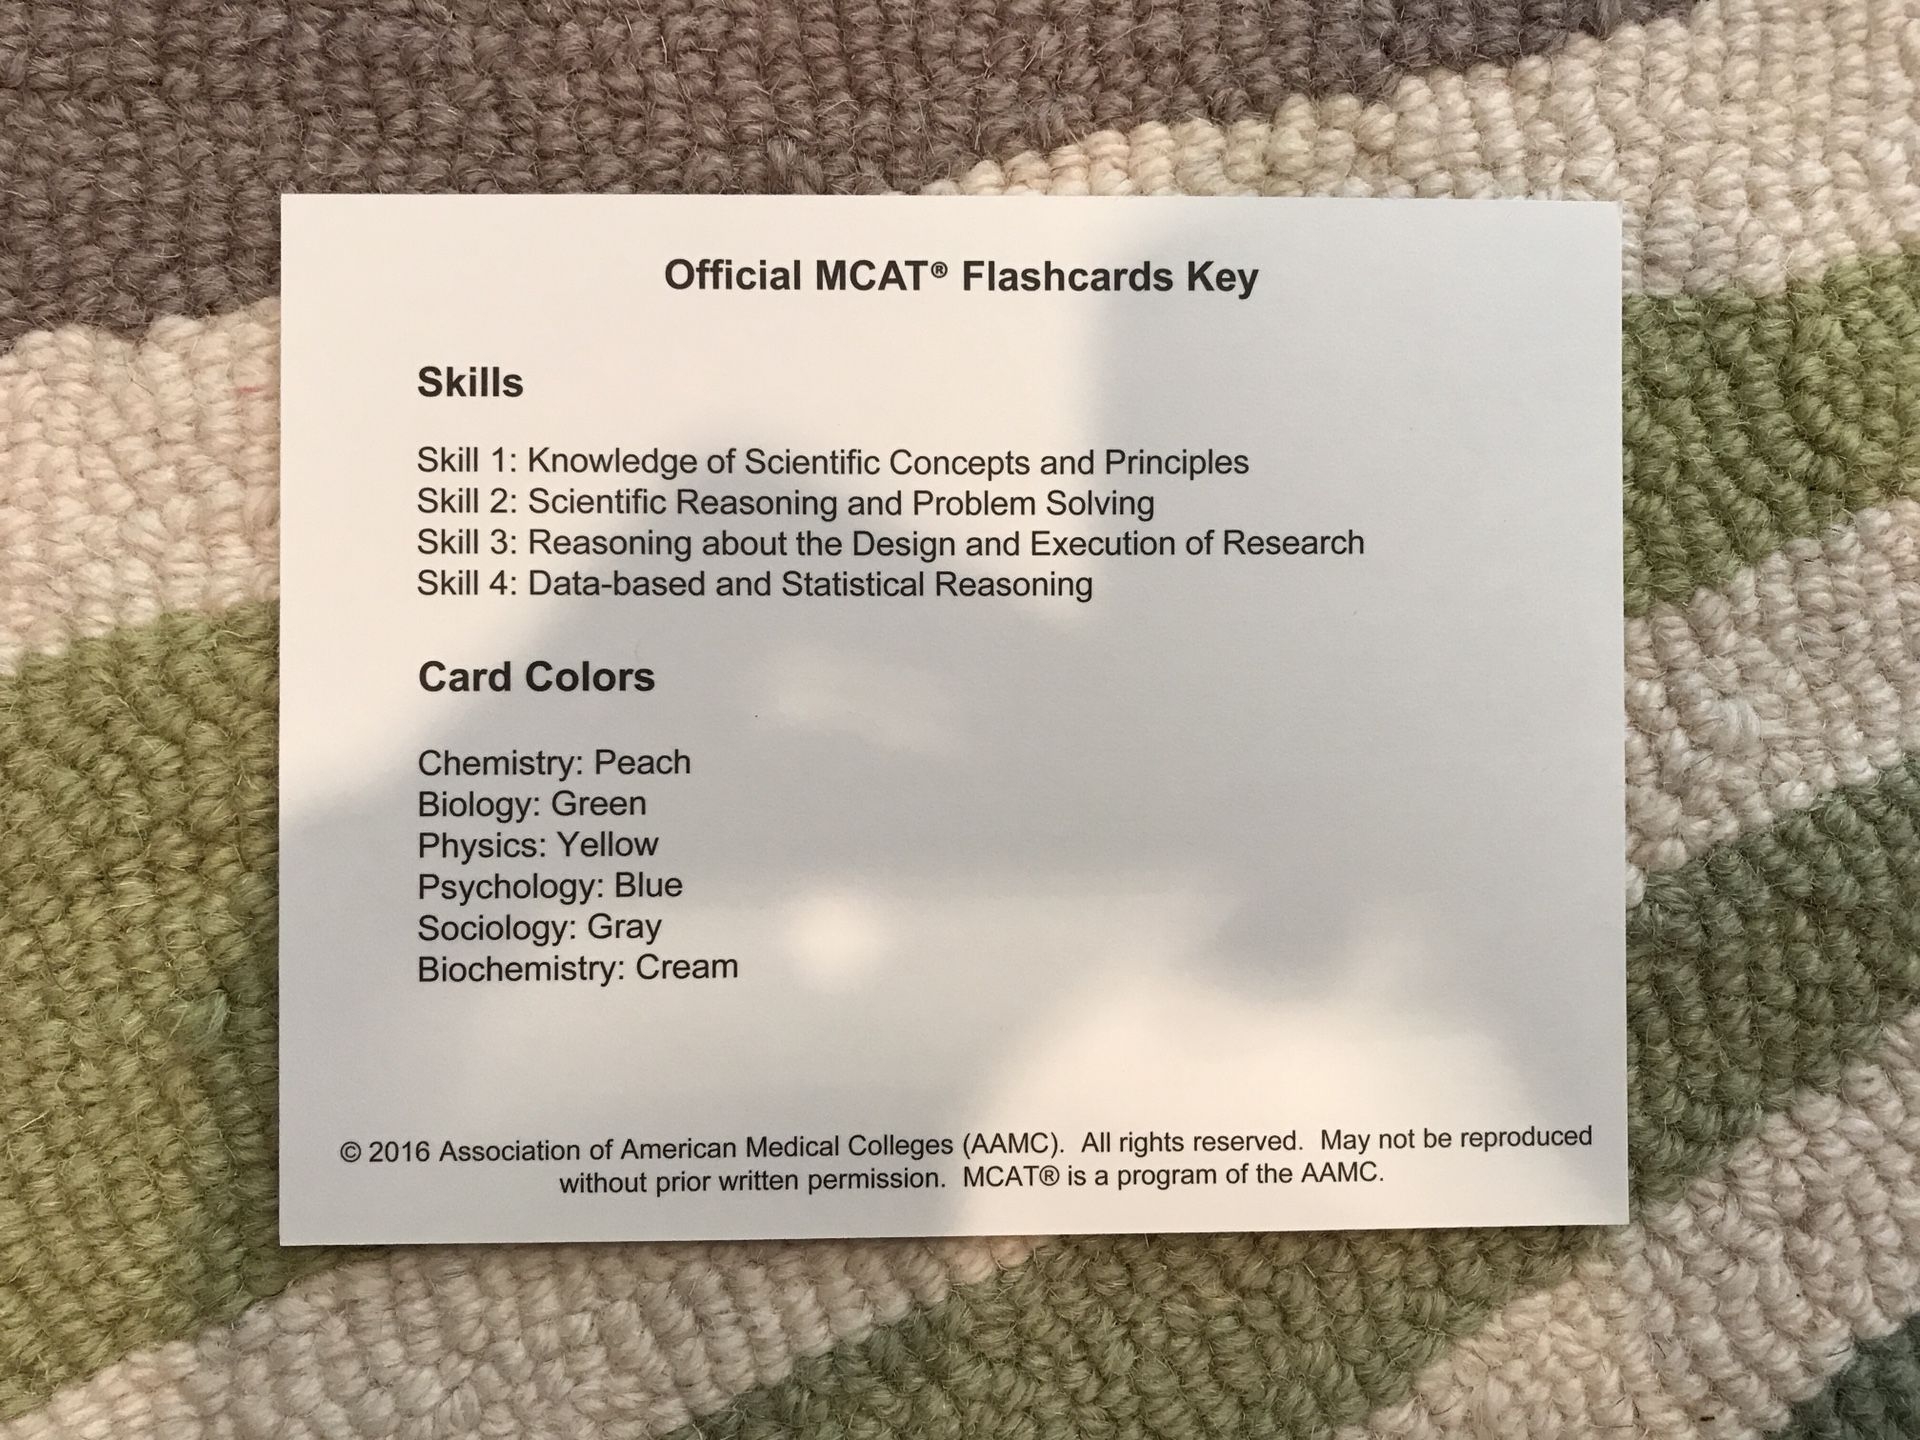 Official MCAT® Flashcards Key
Skills
Skill 1: Knowledge of Scientific Concepts and Principles
Skill 2: Scientific Reasoning and Problem Solving
Skill 3: Reasoning about the Design and Execution of Research
Skill 4: Data-based and Statistical Reasoning
Card Colors
Chemistry: Peach
Biology: Green
Physics: Yellow
Psychology: Blue
Sociology: Gray
Biochemistry: Cream
© 2016 Association of American Medical Colleges (AAMC).  All rights reserved.  May not be reproduced
without prior written permission.  MCAT® is a program of the AAMC.